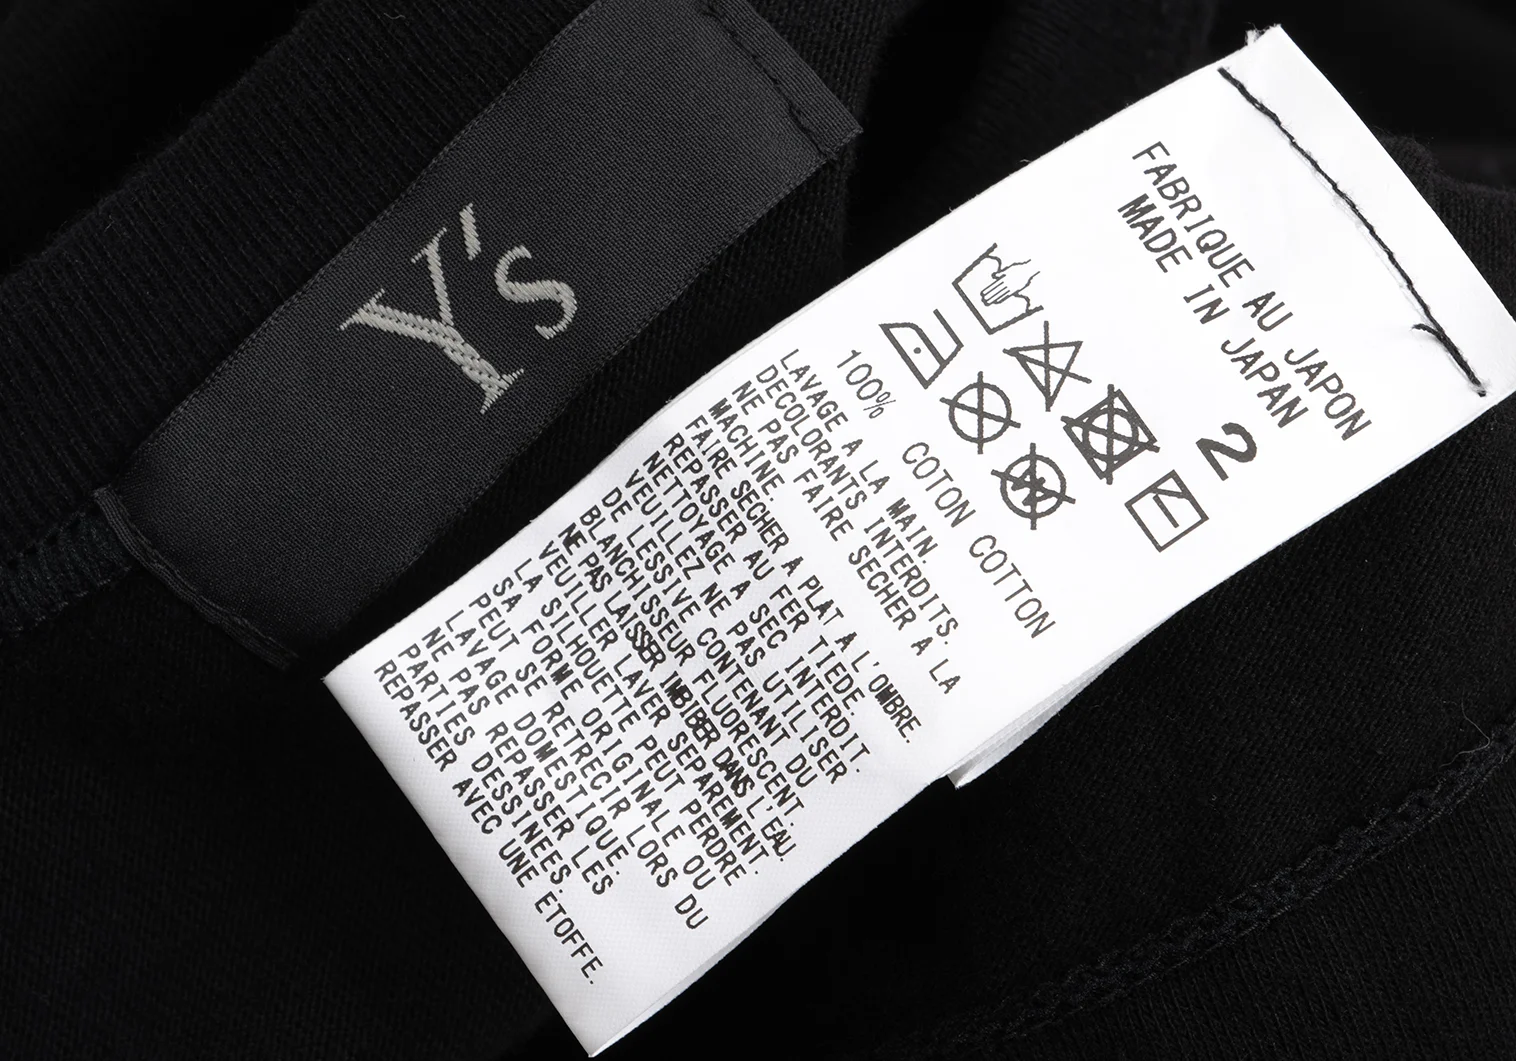 Y's
FABRIQUE AU JAPON
MADE IN JAPAN
2
100% COTON COTTON
LAVAGE A LA MAIN.
DECOLORANTS INTERDITS.
NE PAS FAIRE SECHER A LA
MACHINE.
FAIRE SECHER A PLAT A L'OMBRE.
REPASSER AU FER TIEDE.
NETTOYAGE A SEC INTERDIT.
VEUILLEZ NE PAS UTILISER
DE LESSIVE CONTENANT DU
BLANCHISSEUR FLUORESCENT.
NE PAS LAISSER IMBIBER DANS L'EAU.
VEUILLER LAVER SEPAREMENT.
LA SILHOUETTE PEUT PERDRE
SA FORME ORIGINALE OU
PEUT SE RETRECIR LORS DU
LAVAGE DOMESTIQUE.
NE PAS REPASSER LES
PARTIES DESSINEES.
REPASSER AVEC UNE ETOFFE.